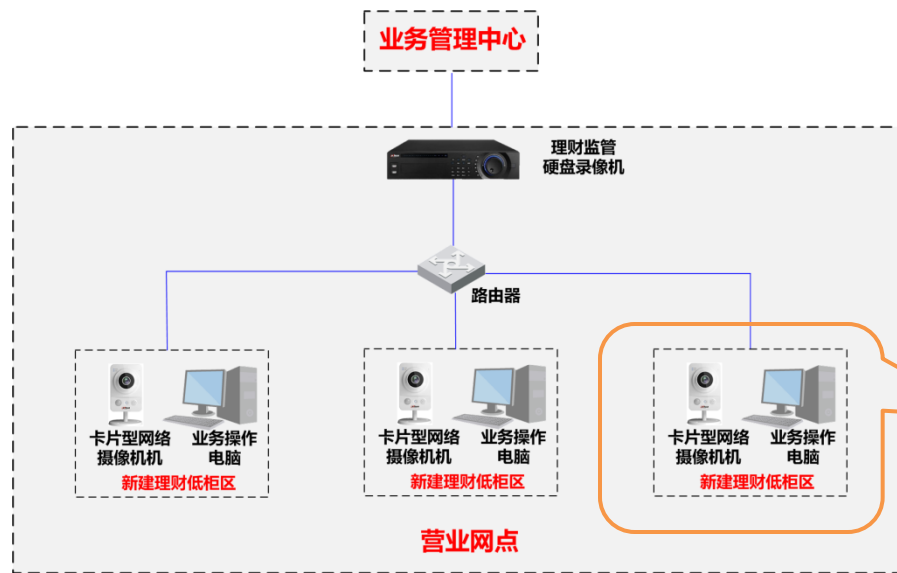 业务管理中心
理财监管
硬盘录像机
路由器
卡片型网络
摄像机机
业务操作
电脑
新建理财低柜区
卡片型网络
摄像机机
业务操作
电脑
新建理财低柜区
卡片型网络
摄像机机
业务操作
电脑
新建理财低柜区
营业网点